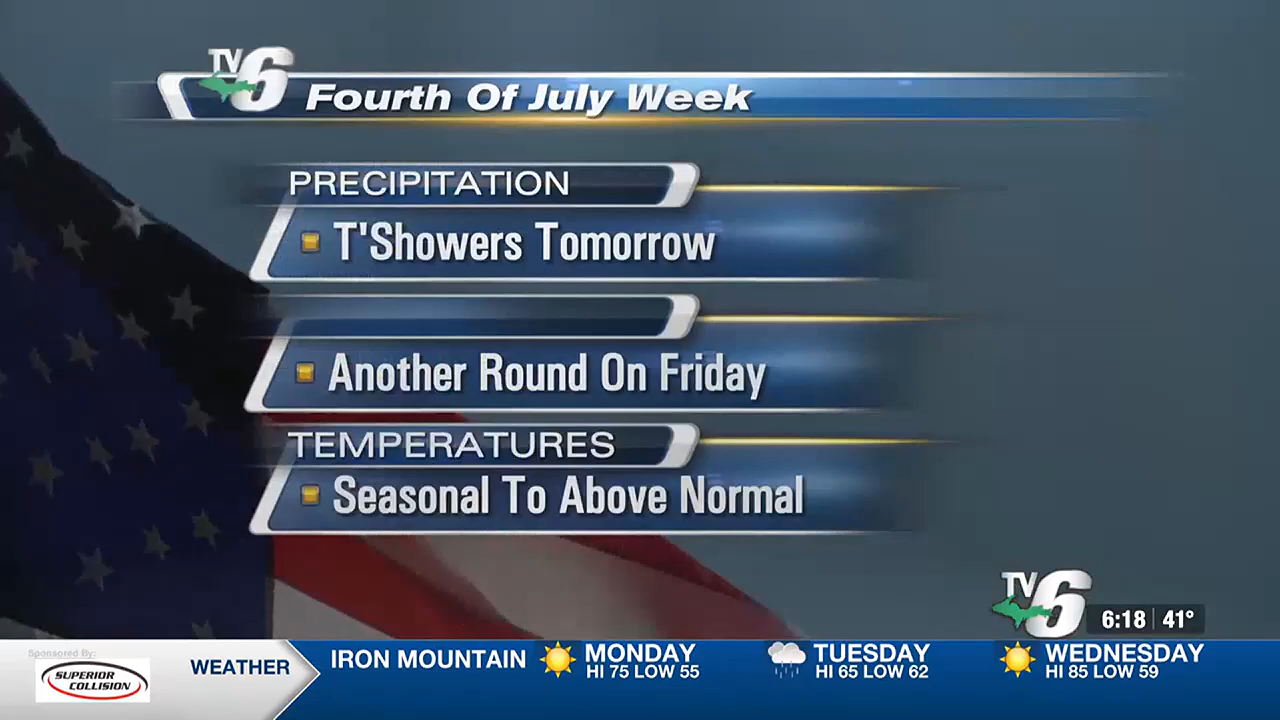 TV6
Fourth Of July Week
PRECIPITATION
T'Showers Tomorrow
Another Round On Friday
TEMPERATURES
Seasonal To Above Normal
TV6
6:18 41°
Sponsored By:
SUPERIOR
COLLISION
WEATHER
IRON MOUNTAIN
MONDAY
HI 75 LOW 55
TUESDAY
HI 65 LOW 62
WEDNESDAY
HI 85 LOW 59